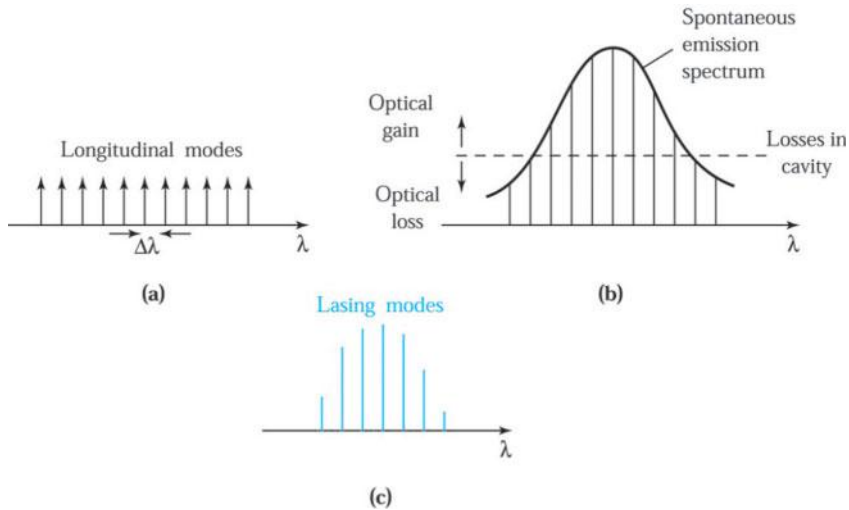 Longitudinal modes
Δλ
λ
(a)
Spontaneous
emission
spectrum
Optical
gain
Losses in
cavity
Optical
loss
λ
(b)
Lasing modes
λ
(c)